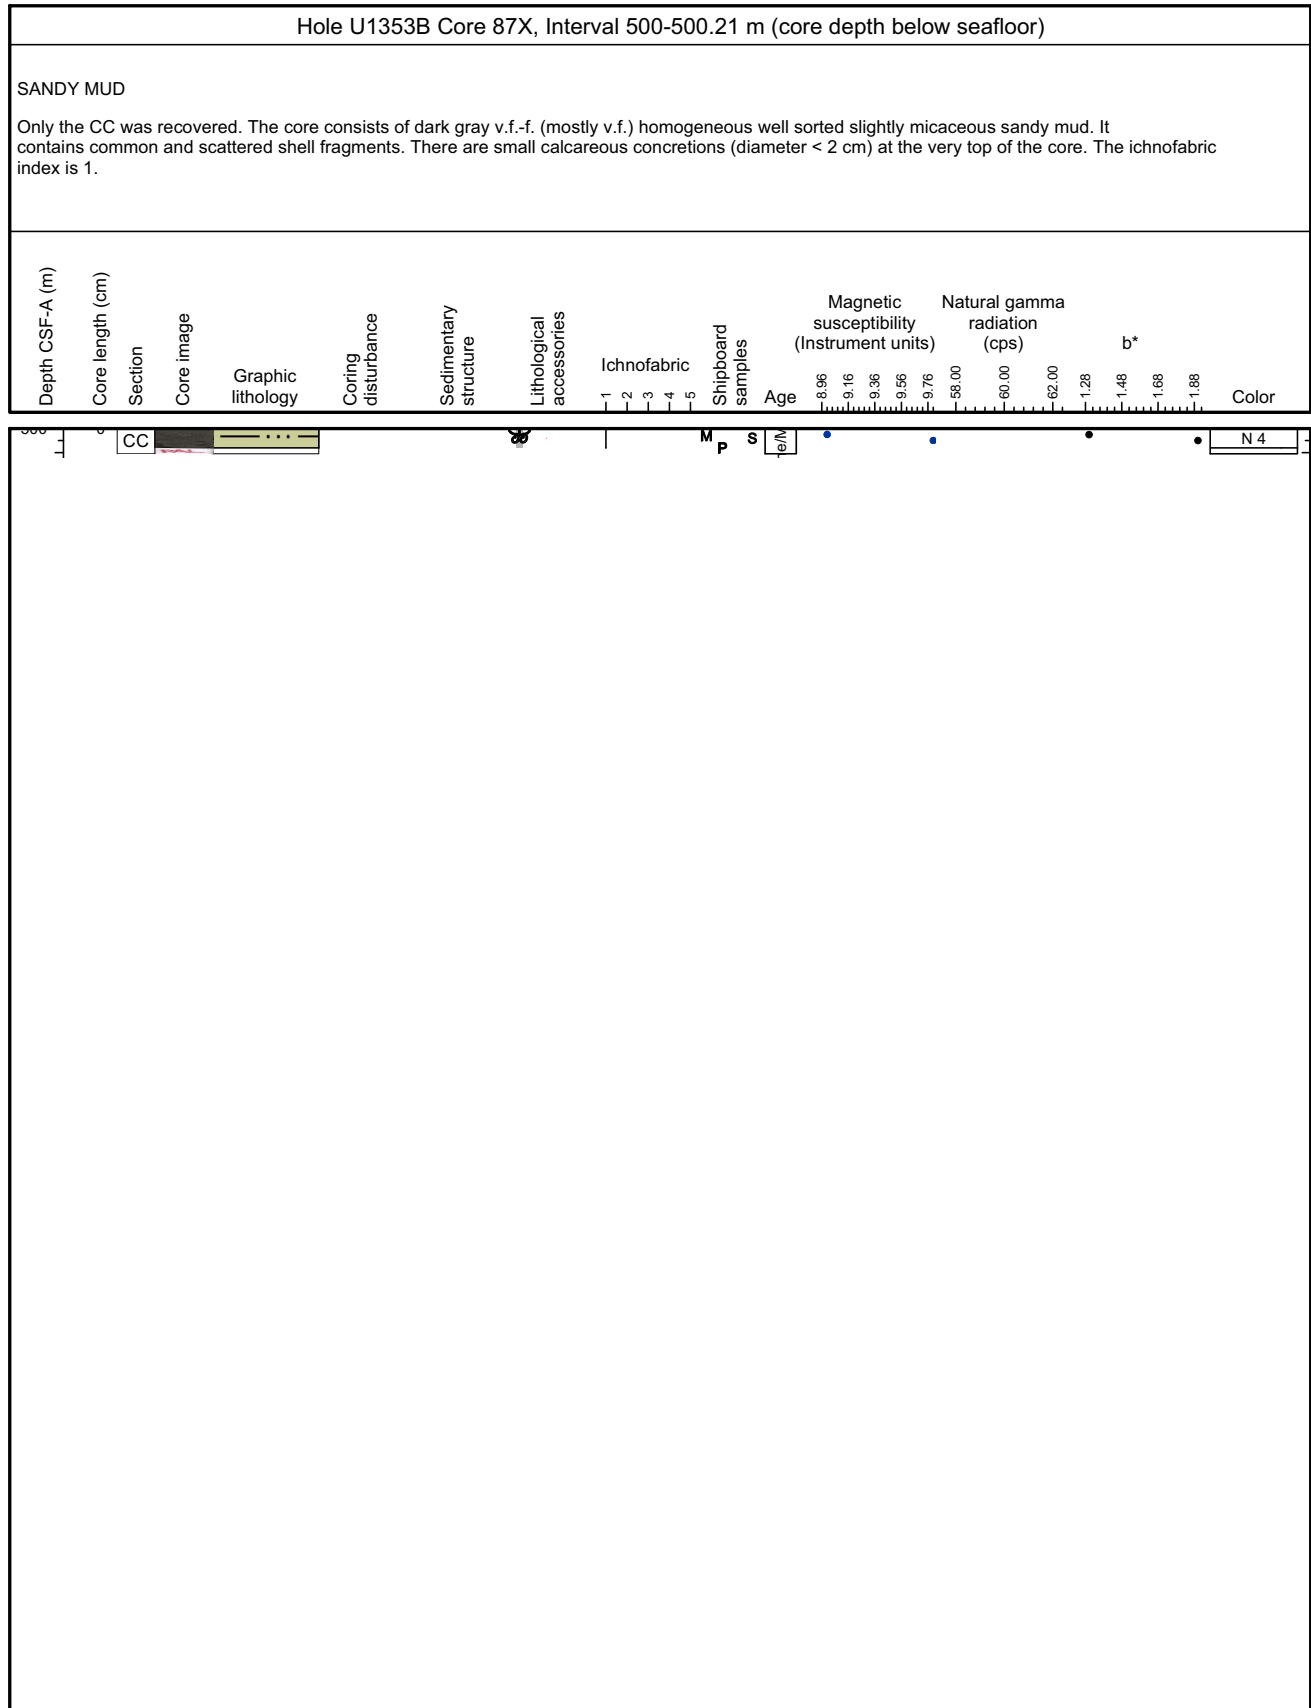 Hole U1353B Core 87X, Interval 500-500.21 m (core depth below seafloor)
SANDY MUD
Only the CC was recovered. The core consists of dark gray v.f.-f. (mostly v.f.) homogeneous well sorted slightly micaceous sandy mud. It
contains common and scattered shell fragments. There are small calcareous concretions (diameter < 2 cm) at the very top of the core. The ichnofabric
index is 1.
Depth CSF-A (m)
Core length (cm)
Section
Core image
Graphic
lithology
Coring
disturbance
Sedimentary
structure
Lithological
accessories
Ichnofabric
1 2 3 4 5
Shipboard
samples
Age
Magnetic
susceptibility
(Instrument units)
8.96 9.16 9.36 9.56 9.76
Natural gamma
radiation
(cps)
58.00 60.00 62.00
b*
1.28 1.48 1.68 1.88
Color
CC
M
P
S
N 4